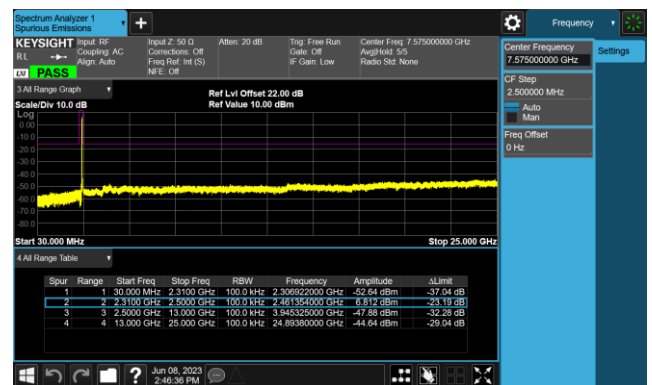 Spectrum Analyzer 1
Spurious Emissions
Frequency
KEYSIGHT
Input: RF
Coupling: AC
Align: Auto
Input Z: 50 Ω
Corrections: Off
Freq Ref: Int (S)
NFE: Off
Atten: 20 dB
Trig: Free Run
Gate: Off
IF Gain: Low
Center Freq: 7.575000000 GHz
Avg|Hold: 5/5
Radio Std: None
R L
LXI
PASS
Center Frequency
7.575000000 GHz
Settings
CF Step
2.500000 MHz
Auto
Man
Freq Offset
0 Hz
3 All Range Graph
Scale/Div 10.0 dB
Ref Lvl Offset 22.00 dB
Ref Value 10.00 dBm
Log
0.00
-10.0
-20.0
-30.0
-40.0
-50.0
-60.0
-70.0
-80.0
Start 30.000 MHz
Stop 25.000 GHz
4 All Range Table
Spur Range Start Freq Stop Freq RBW Frequency Amplitude ΔLimit
1 1 30.000 MHz 2.3100 GHz 100.0 kHz 2.306922000 GHz -52.64 dBm -37.04 dB
2 2 2.3100 GHz 2.5000 GHz 100.0 kHz 2.461354000 GHz 6.812 dBm -23.19 dB
3 3 2.5000 GHz 13.000 GHz 100.0 kHz 3.945325000 GHz -47.88 dBm -32.28 dB
4 4 13.000 GHz 25.000 GHz 100.0 kHz 24.89380000 GHz -44.64 dBm -29.04 dB
Jun 08, 2023
2:46:36 PM